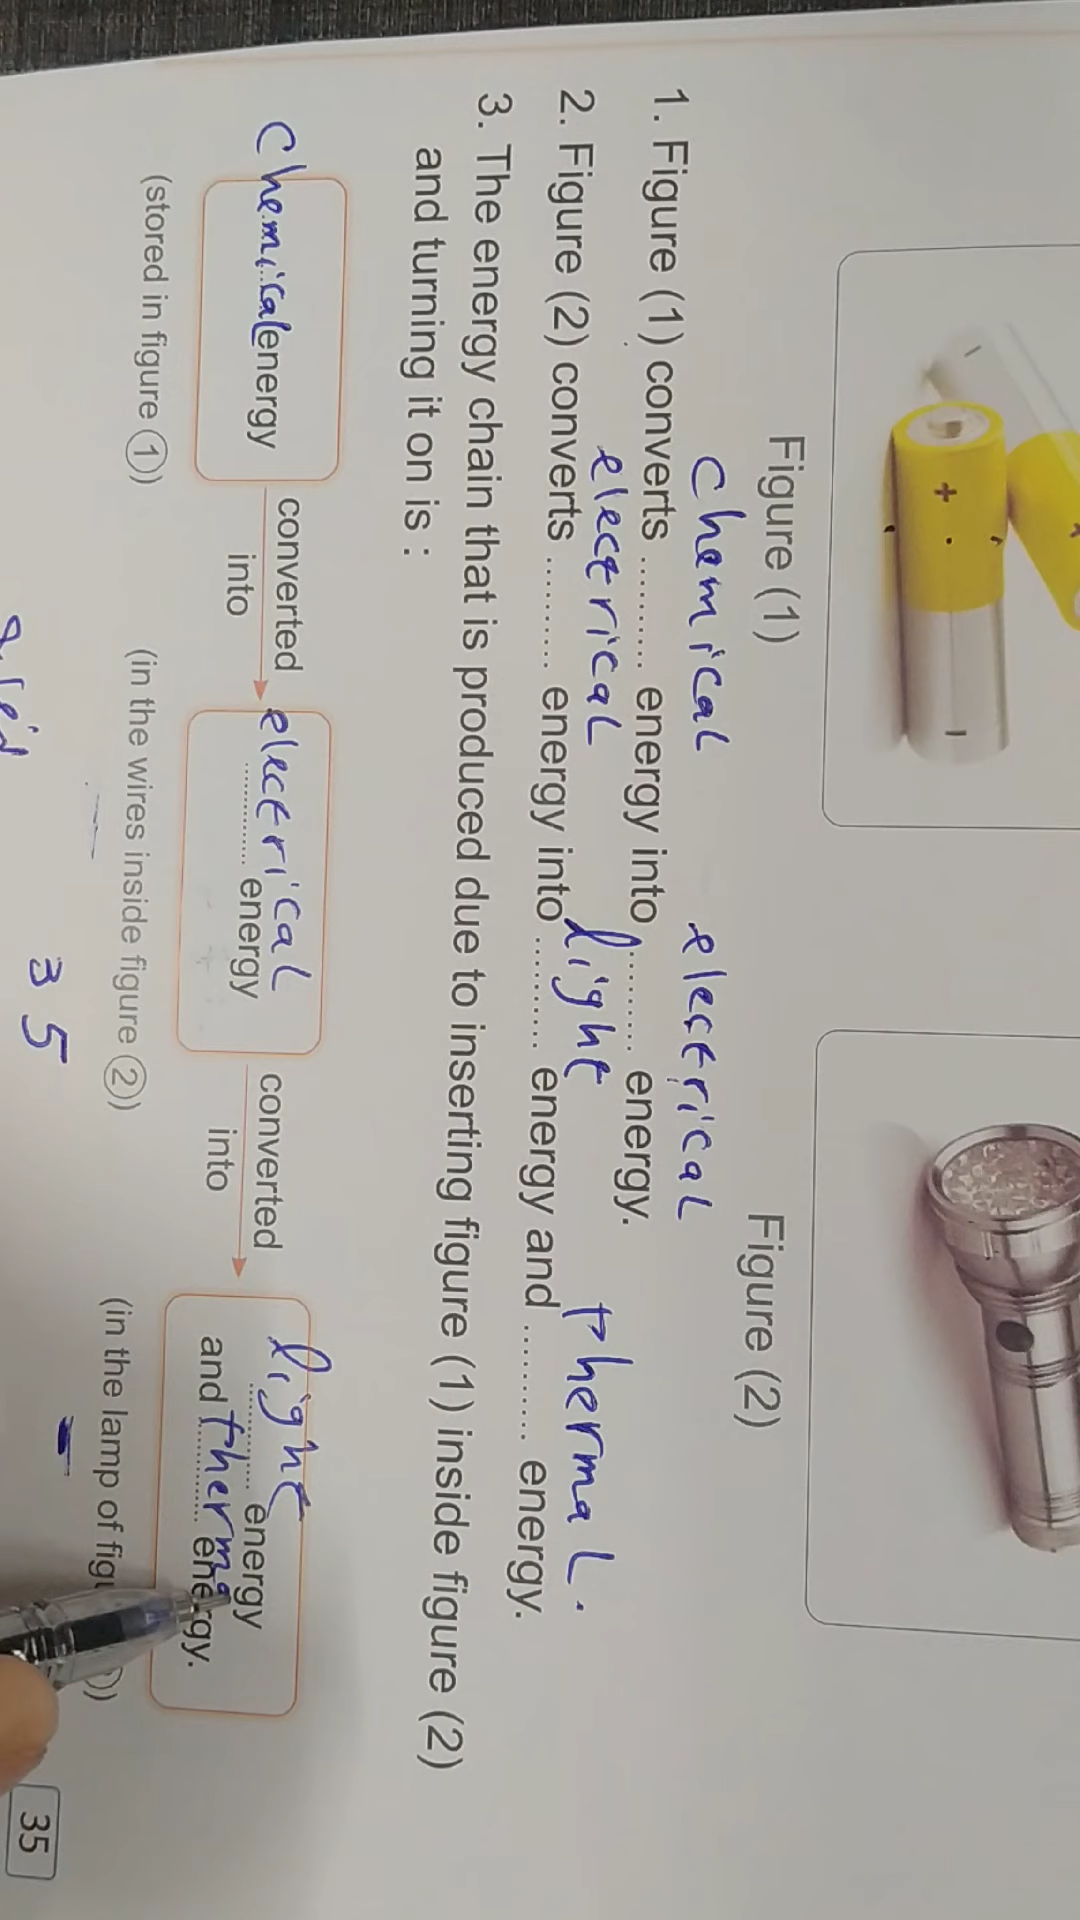 Figure (1)
Figure (2)
chemical electrical
1. Figure (1) converts .......... energy into .......... energy.
electrical light thermal.
2. Figure (2) converts .......... energy into .......... energy and .......... energy.
3. The energy chain that is produced due to inserting figure (1) inside figure (2)
and turning it on is :
chemical energy
converted
into
electrical
.......... energy
converted
into
light
.......... energy
and energy.
(stored in figure 1)
(in the wires inside figure 2)
(in the lamp of
35
35